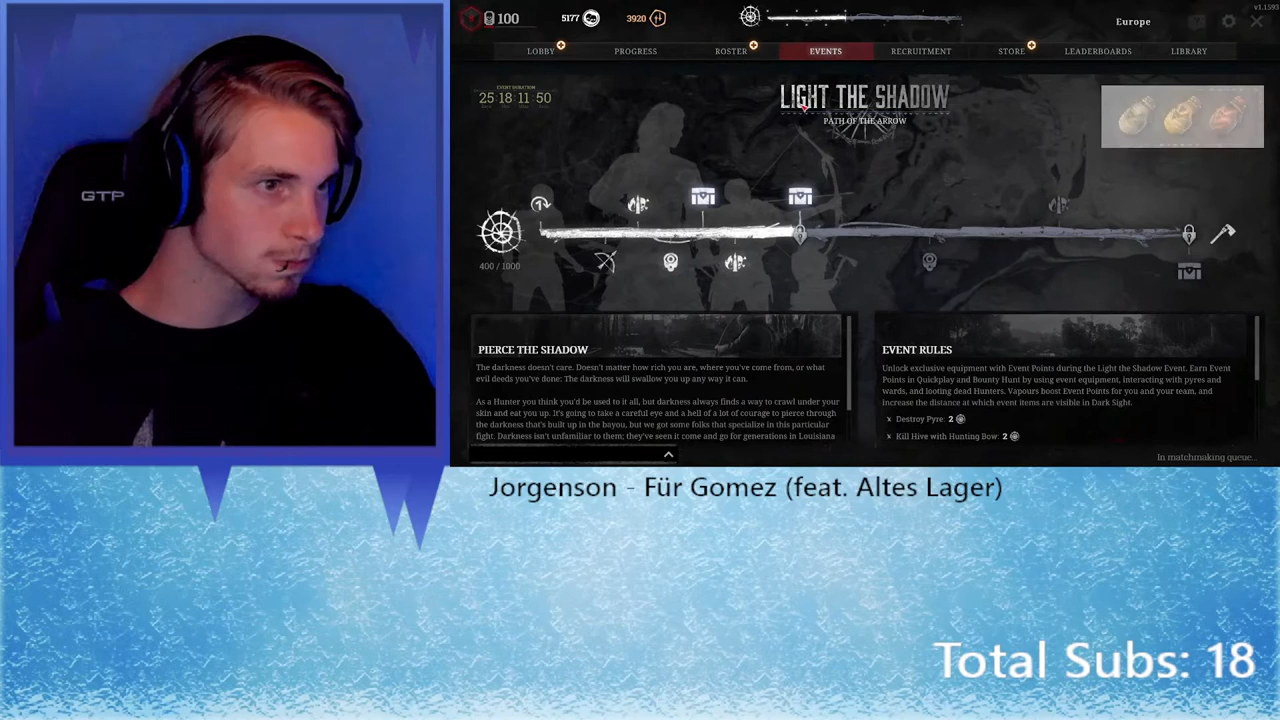 GTP
100
5177
3920
Europe
v1.1593
LOBBY
PROGRESS
ROSTER
EVENTS
RECRUITMENT
STORE
LEADERBOARDS
LIBRARY
EVENT DURATION
25 18 11 50
LIGHT THE SHADOW
PATH OF THE ARROW
400 / 1000
PIERCE THE SHADOW
The darkness doesn't care. Doesn't matter how rich you are, where you've come from, or what
evil deeds you've done: The darkness will swallow you up any way it can.
As a Hunter you think you'd be used to it all, but darkness always finds a way to crawl under your
skin and eat you up. It's going to take a careful eye and a hell of a lot of courage to pierce through
the darkness that's built up in the bayou, but we got some folks that specialize in this particular
fight. Darkness isn't unfamiliar to them; they've seen it come and go for generations in Louisiana
EVENT RULES
Unlock exclusive equipment with Event Points during the Light the Shadow Event. Earn Event
Points in Quickplay and Bounty Hunt by using event equipment, interacting with pyres and
wards, and looting dead Hunters. Vapours boost Event Points for you and your team, and
increase the distance at which event items are visible in Dark Sight.
Destroy Pyre: 2
Kill Hive with Hunting Bow: 2
In matchmaking queue...
Jorgenson - Für Gomez (feat. Altes Lager)
Total Subs: 18